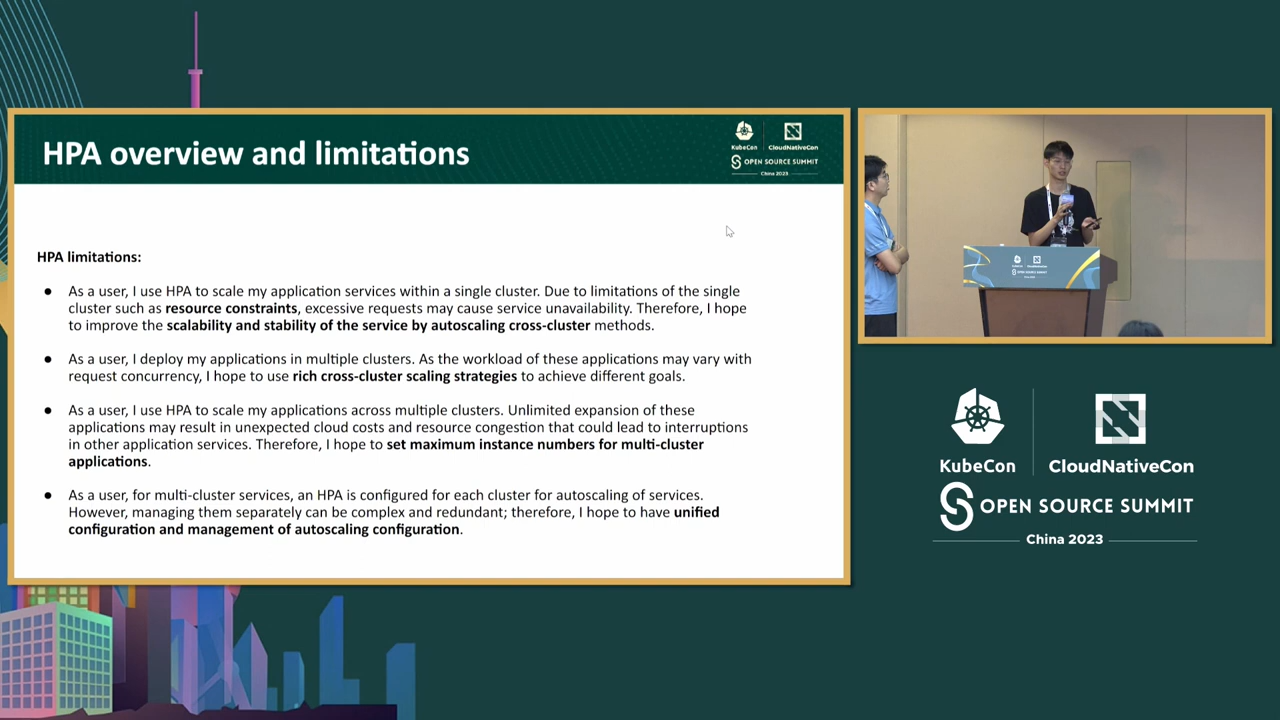 HPA overview and limitations
KubeCon
CloudNativeCon
OPEN SOURCE SUMMIT
China 2023
HPA limitations:
● As a user, I use HPA to scale my application services within a single cluster. Due to limitations of the single
cluster such as resource constraints, excessive requests may cause service unavailability. Therefore, I hope
to improve the scalability and stability of the service by autoscaling cross-cluster methods.
● As a user, I deploy my applications in multiple clusters. As the workload of these applications may vary with
request concurrency, I hope to use rich cross-cluster scaling strategies to achieve different goals.
● As a user, I use HPA to scale my applications across multiple clusters. Unlimited expansion of these
applications may result in unexpected cloud costs and resource congestion that could lead to interruptions
in other application services. Therefore, I hope to set maximum instance numbers for multi-cluster
applications.
● As a user, for multi-cluster services, an HPA is configured for each cluster for autoscaling of services.
However, managing them separately can be complex and redundant; therefore, I hope to have unified
configuration and management of autoscaling configuration.
KubeCon
CloudNativeCon
OPEN SOURCE SUMMIT
China 2023